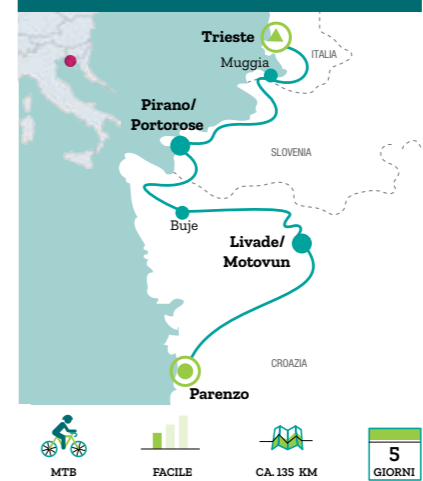 Trieste
ITALIA
Muggia
Pirano/
Portorose
SLOVENIA
Buje
Livade/
Motovun
CROAZIA
Parenzo
MTB
FACILE
CA. 135 KM
5
GIORNI